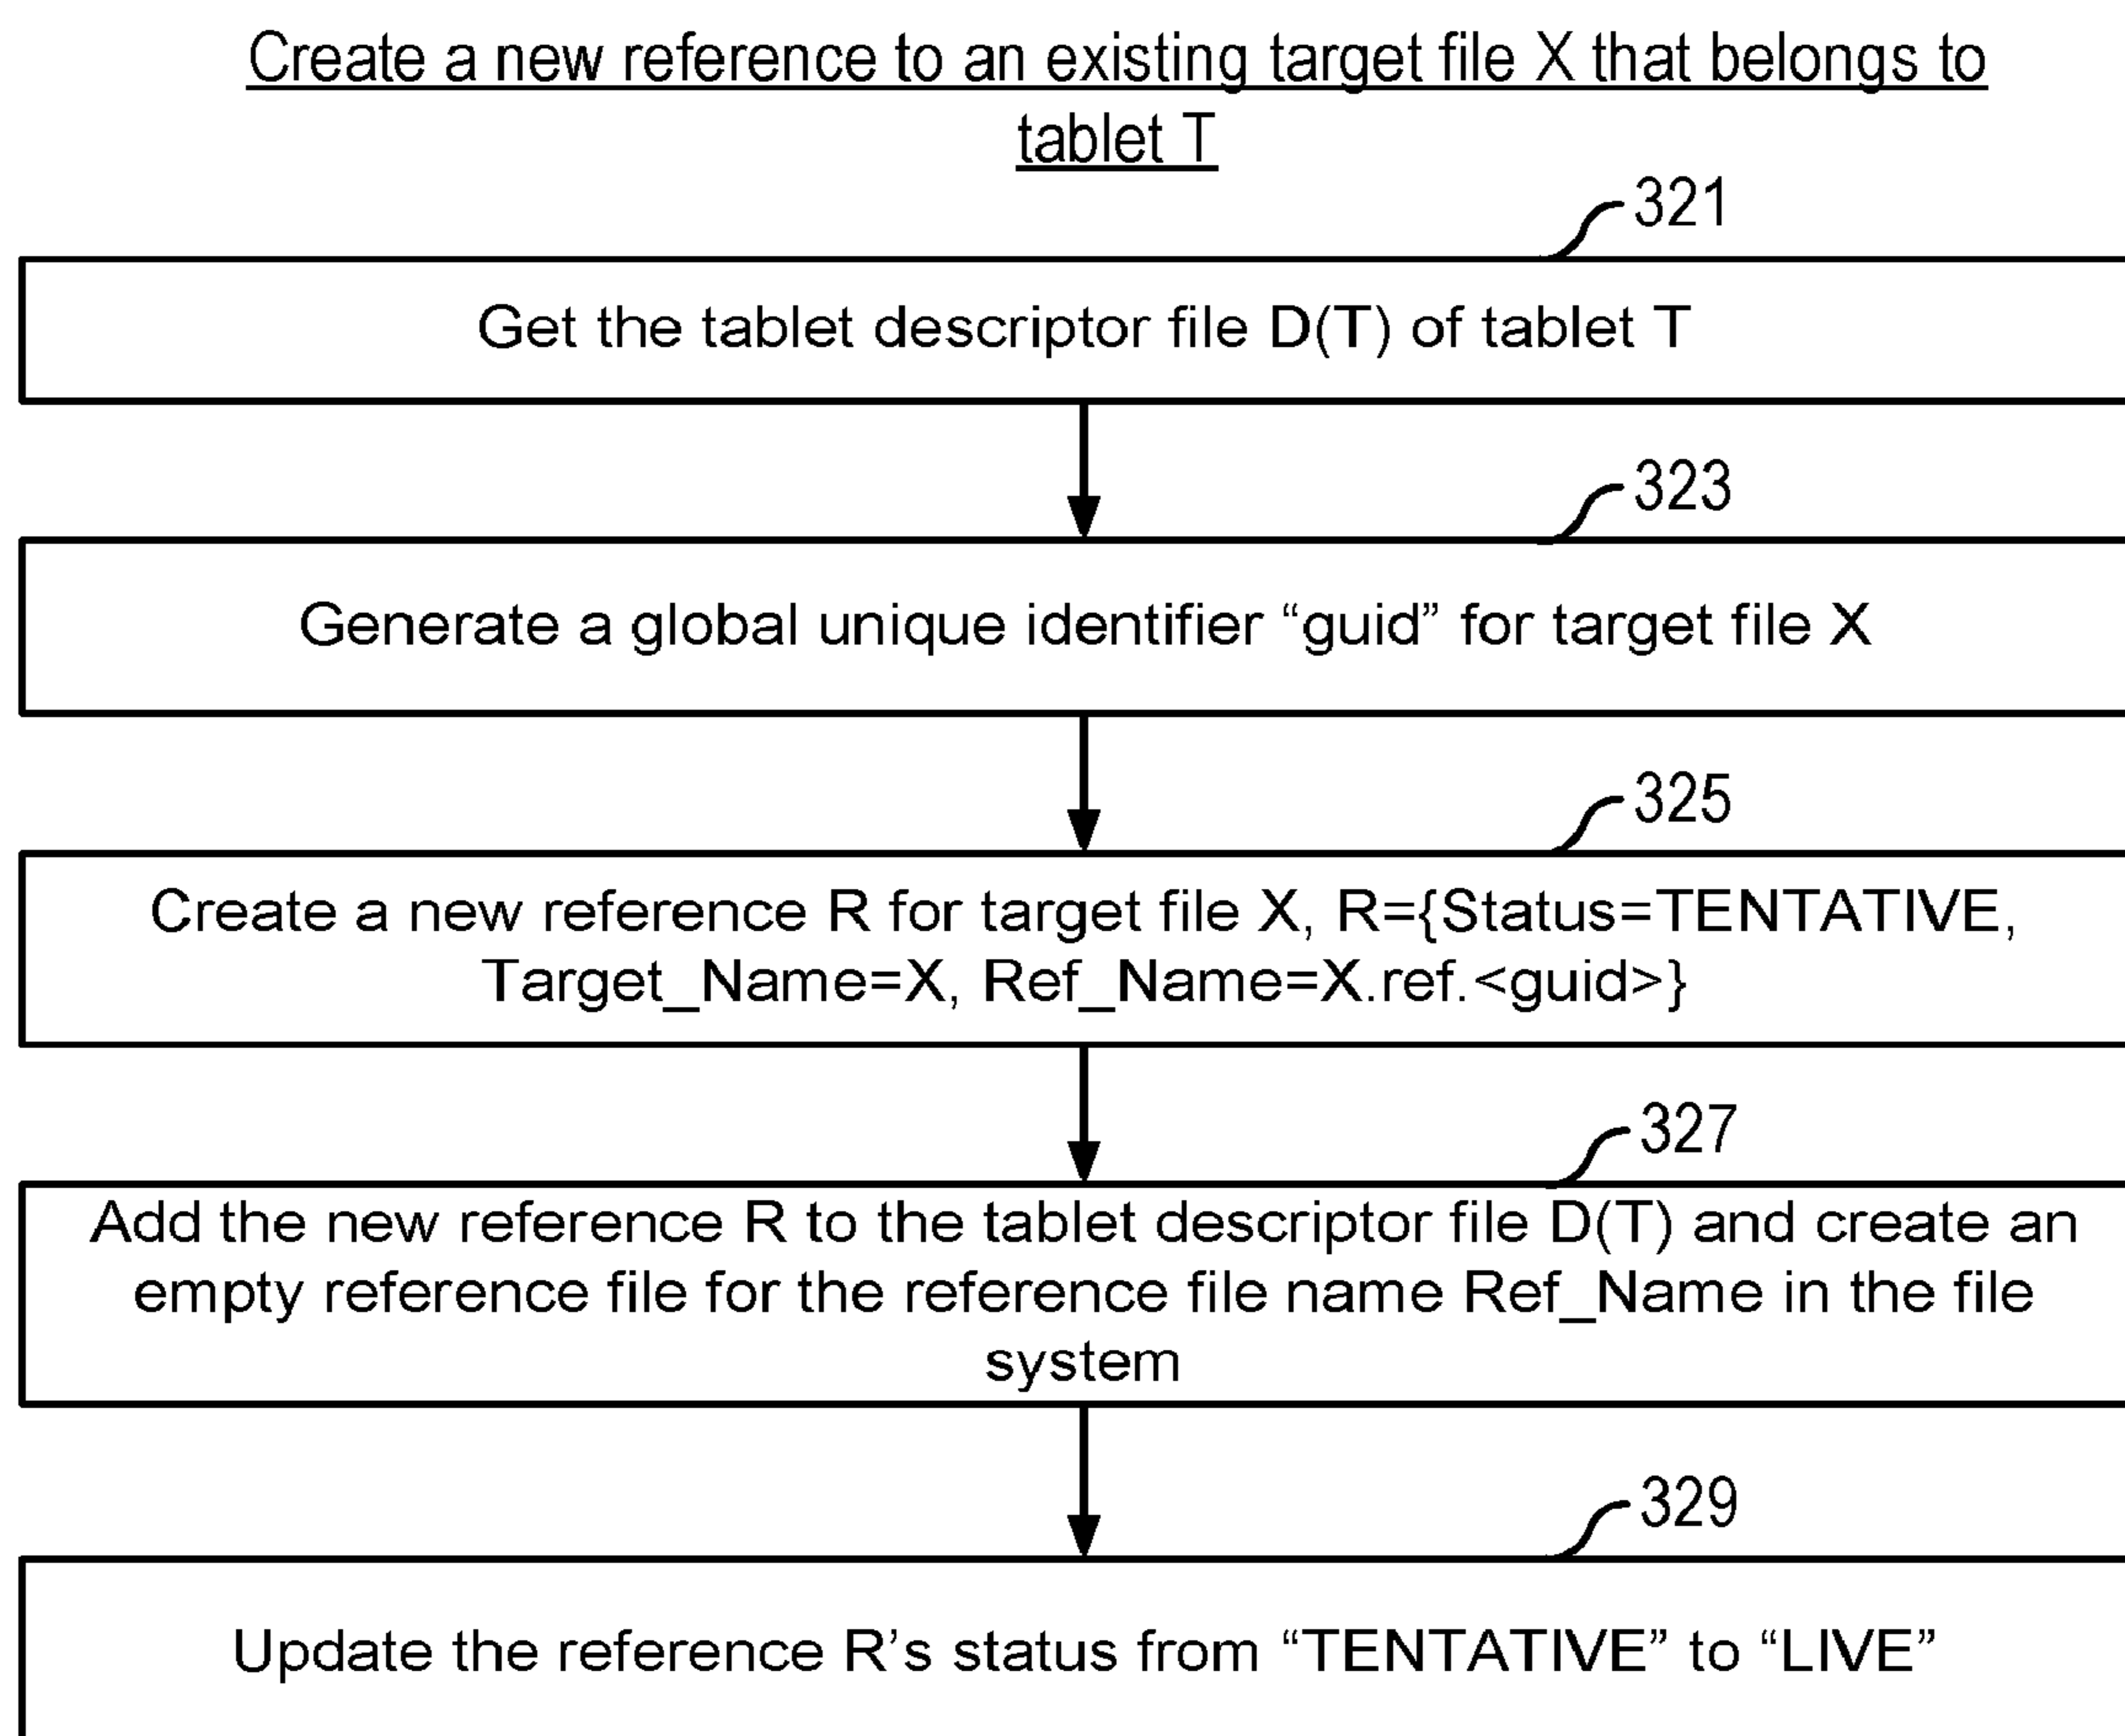 Create a new reference to an existing target file X that belongs to
tablet T
321
Get the tablet descriptor file D(T) of tablet T
323
Generate a global unique identifier “guid” for target file X
325
Create a new reference R for target file X, R={Status=TENTATIVE,
Target_Name=X, Ref_Name=X.ref.<guid>}
327
Add the new reference R to the tablet descriptor file D(T) and create an
empty reference file for the reference file name Ref_Name in the file
system
329
Update the reference R’s status from “TENTATIVE” to “LIVE”